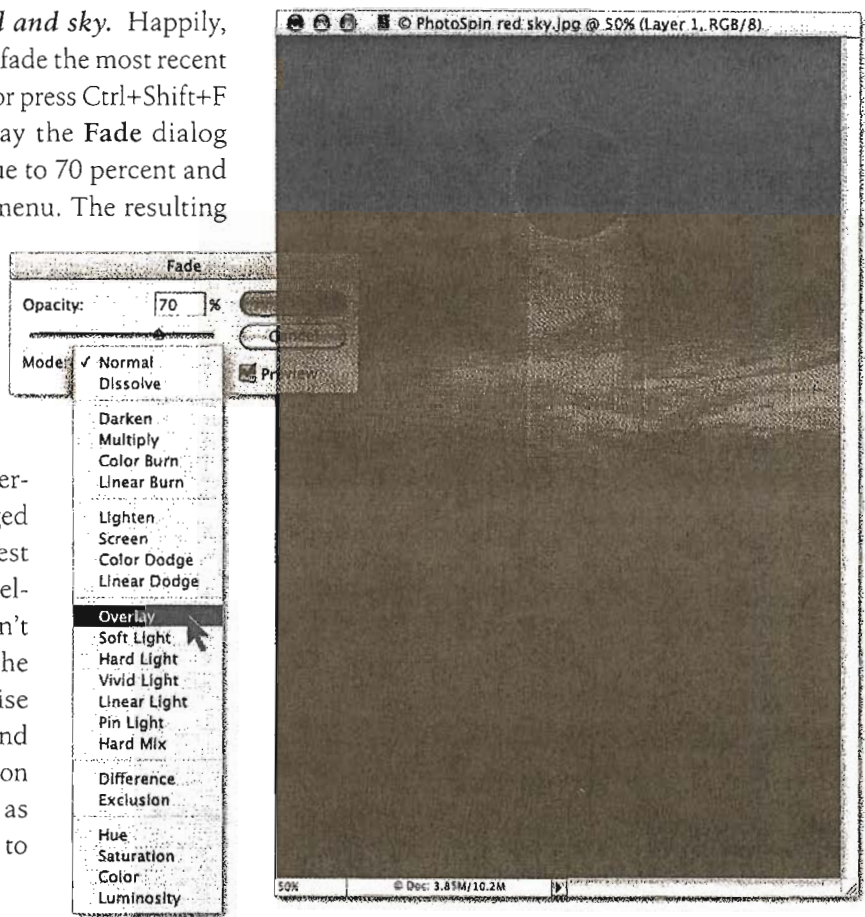 d and sky. Happily,
fade the most recent
or press Ctrl+Shift+F
ay the Fade dialog
ue to 70 percent and
menu. The resulting
© PhotoSpin red sky.jpg @ 50% (Layer 1, RGB/8)
Fade
Opacity: 70 %
Cancel
Mode: ✓ Normal
Preview
Dissolve
Darken
Multiply
Color Burn
Linear Burn
Lighten
Screen
Color Dodge
Linear Dodge
Overlay
Soft Light
Hard Light
Vivid Light
Linear Light
Pin Light
Hard Mix
Difference
Exclusion
Hue
Saturation
Color
Luminosity
er-
ed
est
el-
n't
he
ise
nd
on
as
to
50% © Doc: 3.85M/10.2M